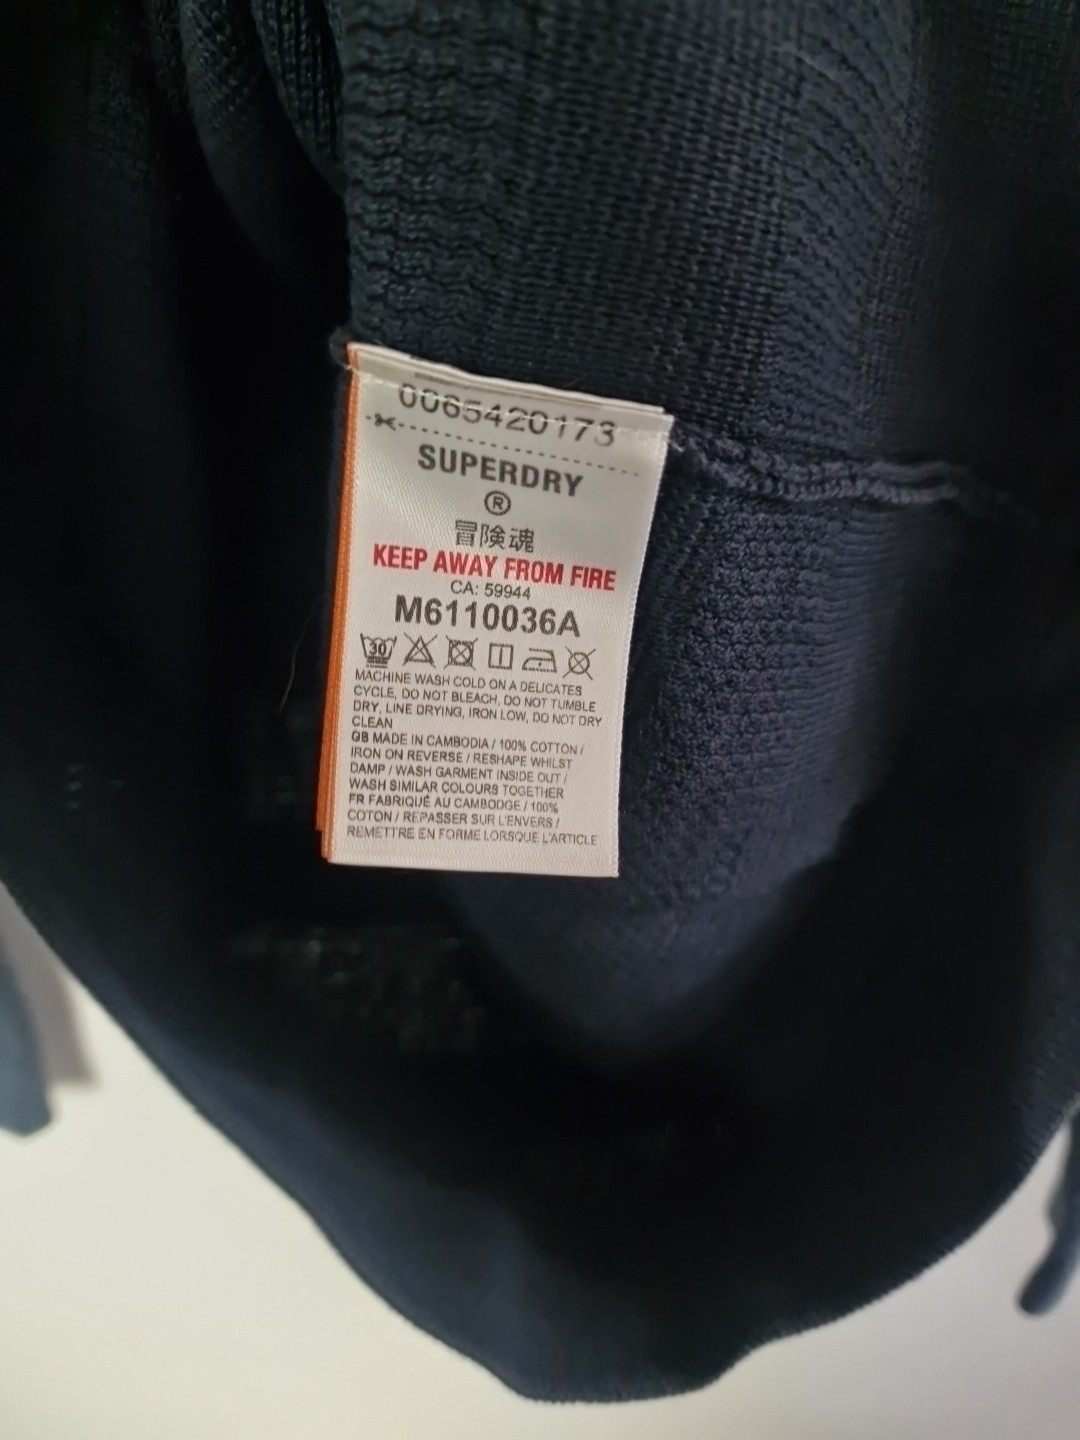 0065420173
SUPERDRY
®
冒険魂
KEEP AWAY FROM FIRE
CA: 59944
M6110036A
30
MACHINE WASH COLD ON A DELICATES
CYCLE, DO NOT BLEACH, DO NOT TUMBLE
DRY, LINE DRYING, IRON LOW, DO NOT DRY
CLEAN
GB MADE IN CAMBODIA / 100% COTTON /
IRON ON REVERSE / RESHAPE WHILST
DAMP / WASH GARMENT INSIDE OUT /
WASH SIMILAR COLOURS TOGETHER
FR FABRIQUÉ AU CAMBODGE / 100%
COTON / REPASSER SUR L'ENVERS /
REMETTRE EN FORME LORSQUE L'ARTICLE